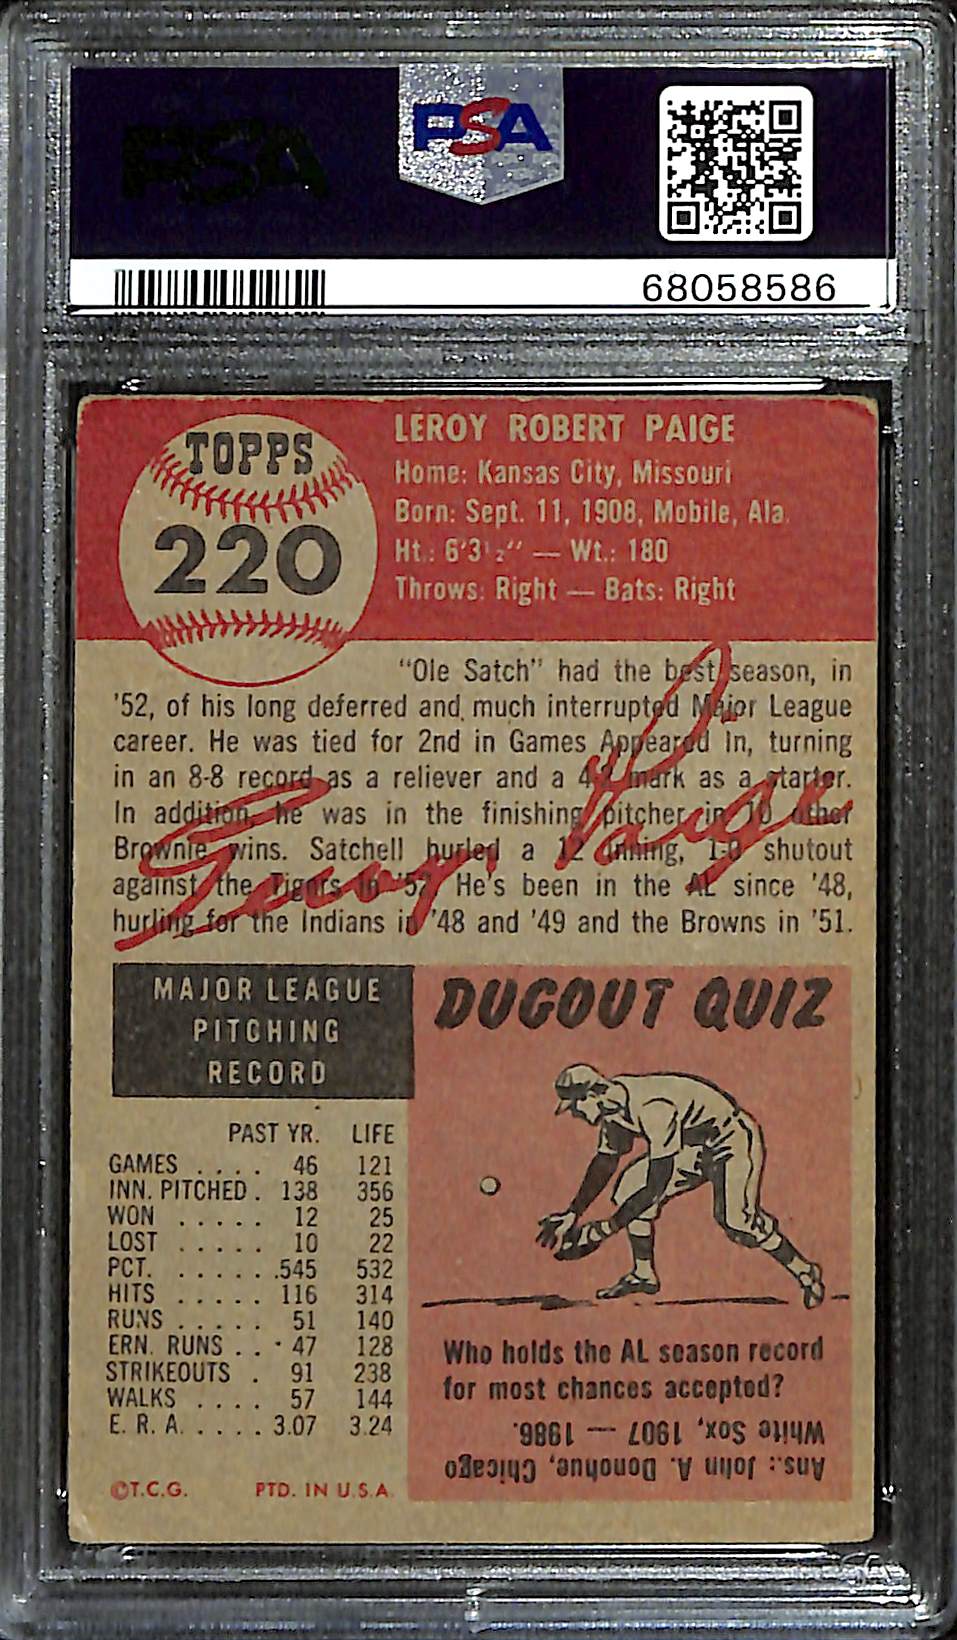 PSA
PSA
68058586
TOPPS
220
LEROY ROBERT PAIGE
Home: Kansas City, Missouri
Born: Sept. 11, 1908, Mobile, Ala.
Ht.: 6'3½" — Wt.: 180
Throws: Right — Bats: Right
"Ole Satch" had the best season, in
'52, of his long deferred and much interrupted Major League
career. He was tied for 2nd in Games Appeared In, turning
in an 8-8 record as a reliever and a 4-2 mark as a starter.
In addition, he was in the finishing pitcher in 10 other
Brownie wins. Satchell hurled a 12 inning, 1-0 shutout
against the Tigers in '52. He's been in the AL since '48,
hurling for the Indians in '48 and '49 and the Browns in '51.
Leroy Paige
MAJOR LEAGUE
PITCHING
RECORD
PAST YR. LIFE
GAMES .... 46 121
INN. PITCHED . 138 356
WON ..... 12 25
LOST ..... 10 22
PCT. ...... .545 532
HITS ..... 116 314
RUNS ..... 51 140
ERN. RUNS .. 47 128
STRIKEOUTS . 91 238
WALKS .... 57 144
E. R. A. .... 3.07 3.24
©T.C.G. PTD. IN U.S.A.
DUGOUT QUIZ
Who holds the AL season record
for most chances accepted?
Ans.: John A. Donohue, Chicago
White Sox, 1907 — 1986.